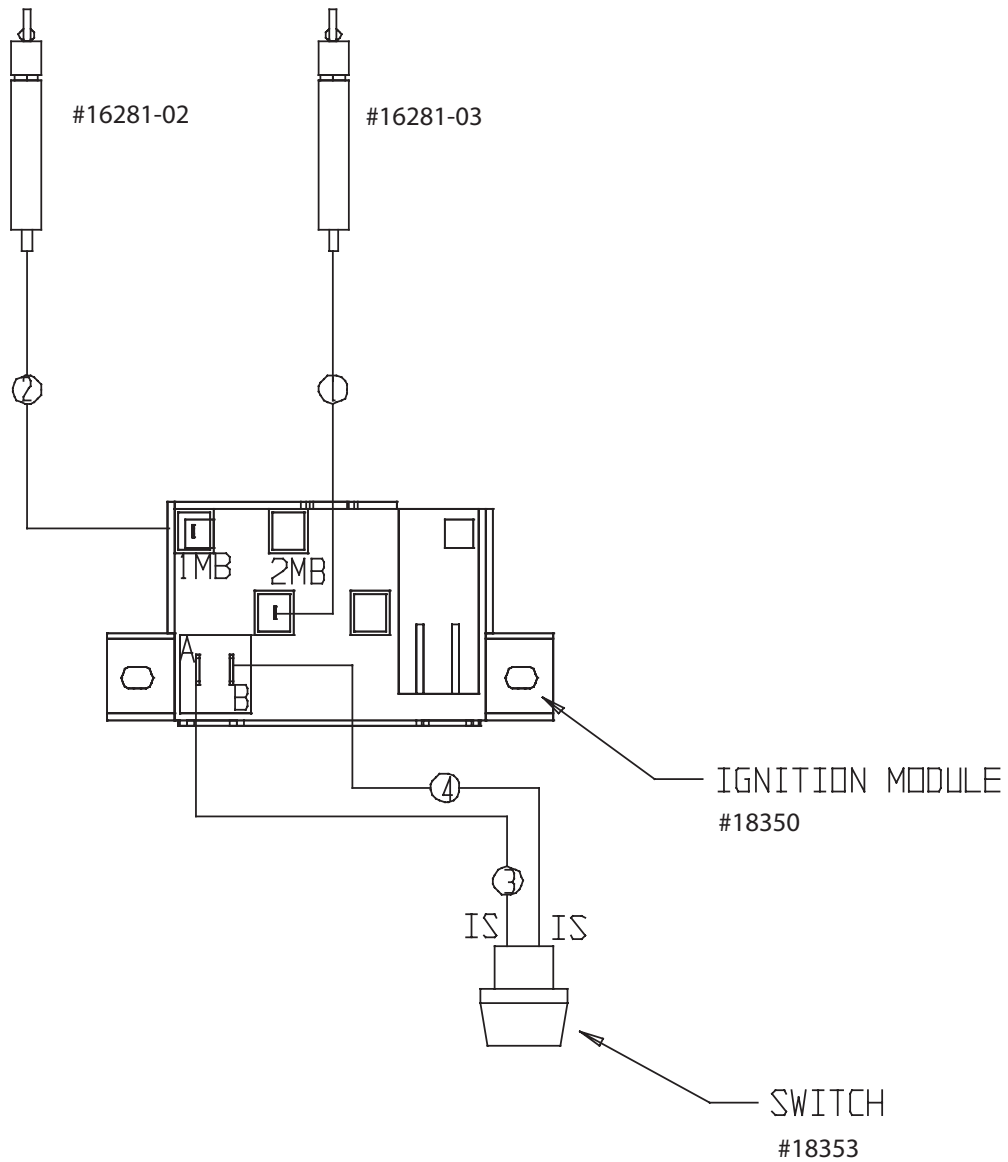 #16281-02
#16281-03
2
1
1MB
2MB
A
B
4
IGNITION MODULE
#18350
3
IS
IS
SWITCH
#18353